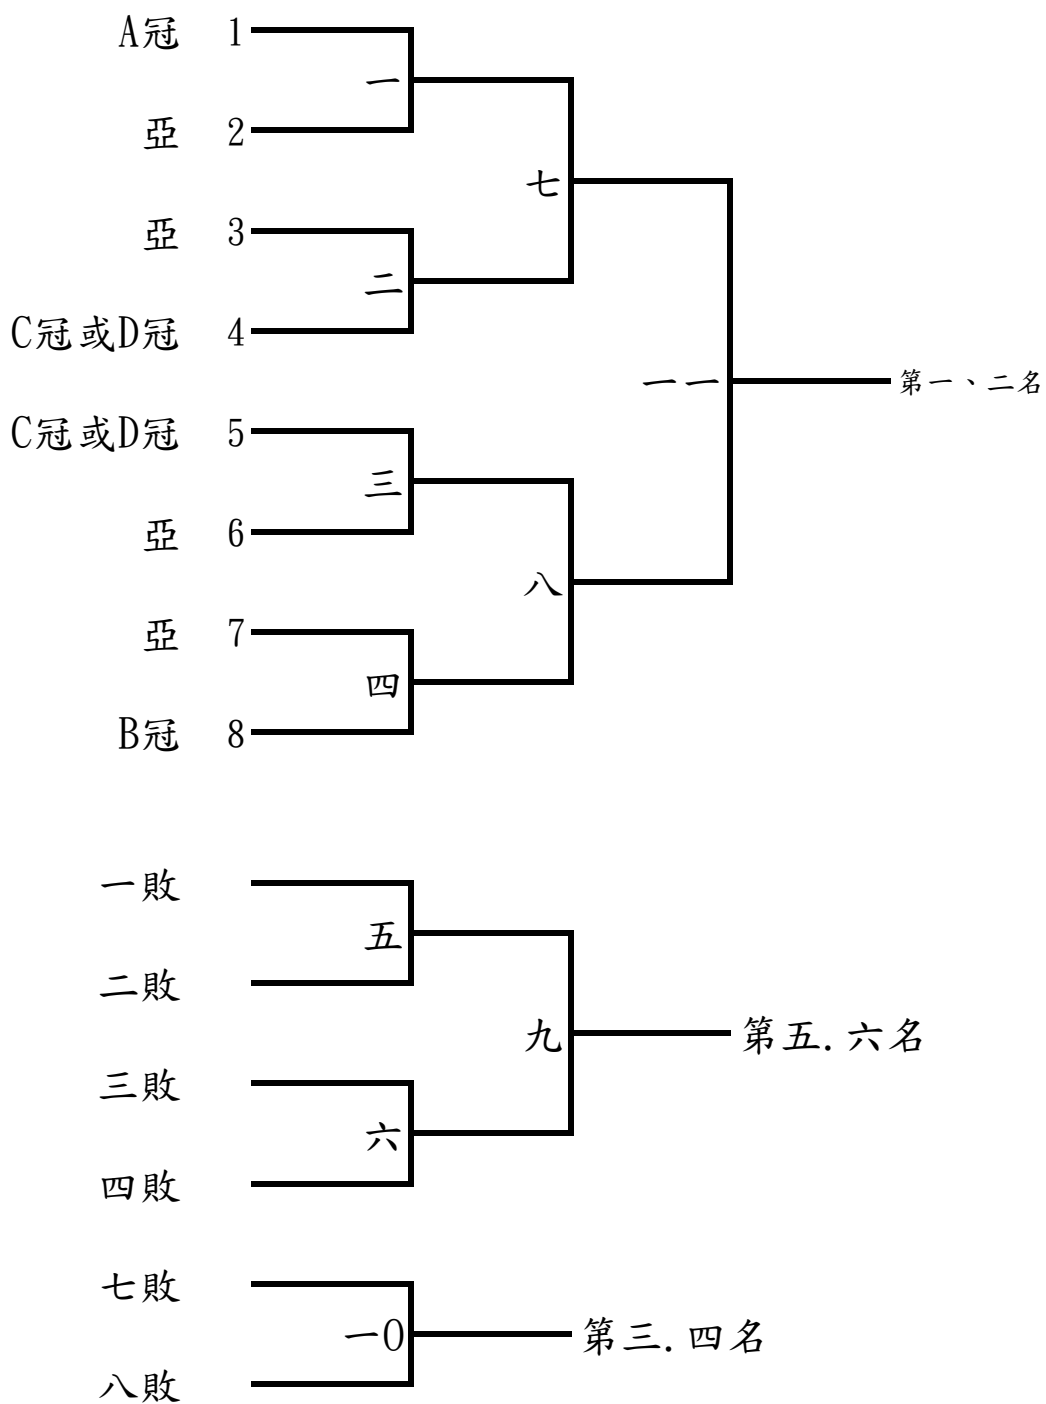 A冠 1
一
亞 2
七
亞 3
二
C冠或D冠 4
一一 第一、二名
C冠或D冠 5
三
亞 6
八
亞 7
四
B冠 8
一敗
五
二敗
九 第五.六名
三敗
六
四敗
七敗
一0 第三.四名
八敗